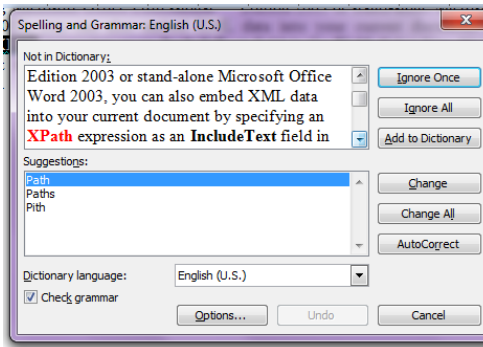 Spelling and Grammar: English (U.S.)
Not in Dictionary:
Edition 2003 or stand-alone Microsoft Office
Word 2003, you can also embed XML data
into your current document by specifying an
XPath expression as an IncludeText field in
Ignore Once
Ignore All
Add to Dictionary
Suggestions:
Path
Paths
Pith
Change
Change All
AutoCorrect
Dictionary language: English (U.S.)
Check grammar
Options... Undo Cancel